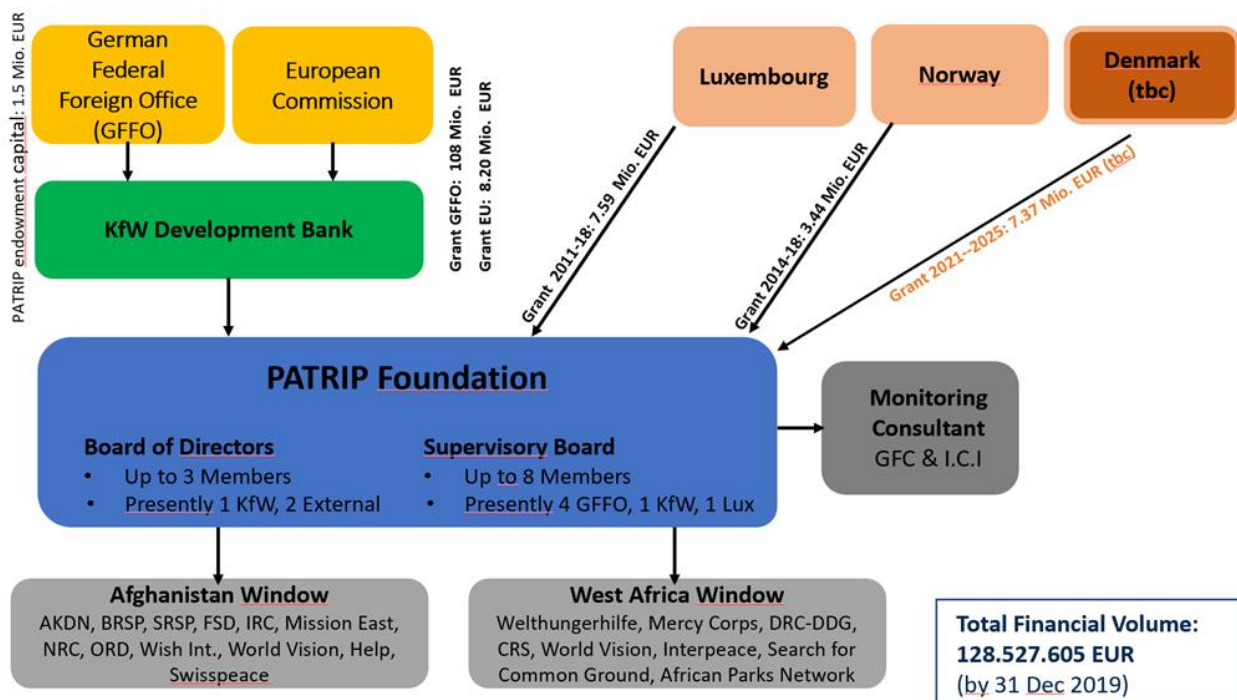 PATRIP endowment capital: 1.5 Mio. EUR
German
Federal
Foreign Office
(GFFO)
European
Commission
Grant GFFO: 108 Mio. EUR
Grant EU: 8.20 Mio. EUR
Luxembourg
Norway
Denmark
(tbc)
KfW Development Bank
Grant 2011-18: 7.59 Mio. EUR
Grant 2014-18: 3.44 Mio. EUR
Grant 2021--2025: 7.37 Mio. EUR (tbc)
PATRIP Foundation
Board of Directors
• Up to 3 Members
• Presently 1 KfW, 2 External
Supervisory Board
• Up to 8 Members
• Presently 4 GFFO, 1 KfW, 1 Lux
Monitoring
Consultant
GFC & I.C.I
Afghanistan Window
AKDN, BRSP, SRSP, FSD, IRC, Mission East,
NRC, ORD, Wish Int., World Vision, Help,
Swisspeace
West Africa Window
Welthungerhilfe, Mercy Corps, DRC-DDG,
CRS, World Vision, Interpeace, Search for
Common Ground, African Parks Network
Total Financial Volume:
128.527.605 EUR
(by 31 Dec 2019)